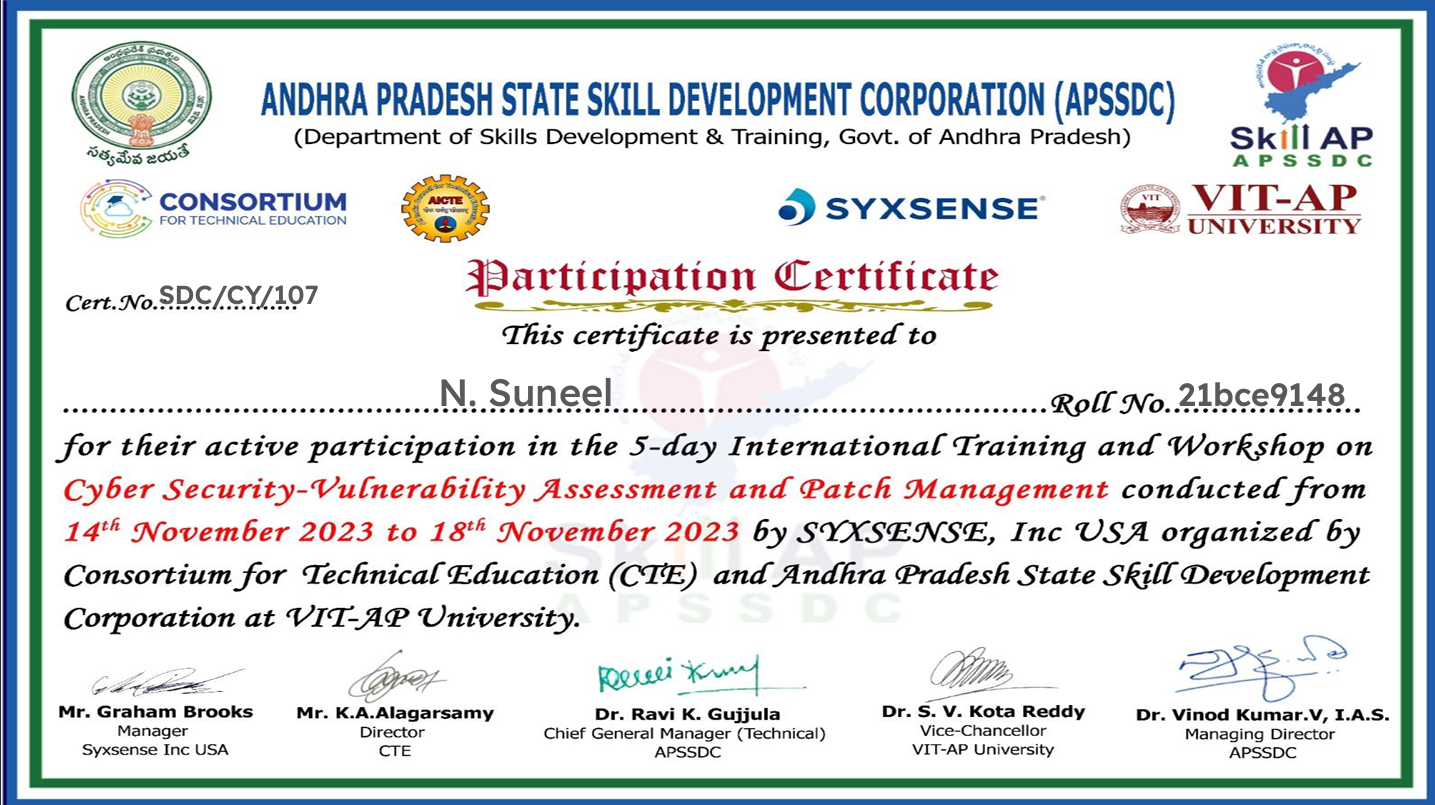 ANDHRA PRADESH STATE SKILL DEVELOPMENT CORPORATION (APSSDC)
(Department of Skills Development & Training, Govt. of Andhra Pradesh)
సత్యమేవ జయతే
Skill AP
APSSDC
CONSORTIUM
FOR TECHNICAL EDUCATION
AICTE
SYXSENSE
VIT
VIT-AP
UNIVERSITY
Participation Certificate
Cert.No.SDC/CY/107
This certificate is presented to
N. Suneel Roll No. 21bce9148
for their active participation in the 5-day International Training and Workshop on
Cyber Security-Vulnerability Assessment and Patch Management conducted from
14th November 2023 to 18th November 2023 by SYXSENSE, Inc USA organized by
Consortium for Technical Education (CTE) and Andhra Pradesh State Skill Development
Corporation at VIT-AP University.
Skill AP
APSSDC
Mr. Graham Brooks
Manager
Syxsense Inc USA
Mr. K.A.Alagarsamy
Director
CTE
Dr. Ravi K. Gujjula
Chief General Manager (Technical)
APSSDC
Dr. S. V. Kota Reddy
Vice-Chancellor
VIT-AP University
Dr. Vinod Kumar.V, I.A.S.
Managing Director
APSSDC